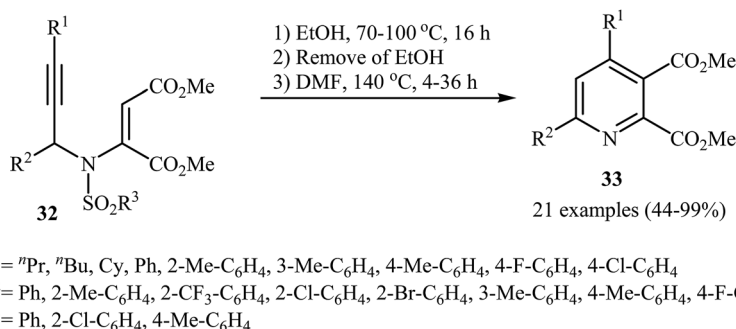 R¹
1) EtOH, 70-100 °C, 16 h
2) Remove of EtOH
3) DMF, 140 °C, 4-36 h
R¹
CO₂Me
CO₂Me
CO₂Me
R²
N
CO₂Me
R²
N
SO₂R³
32
33
21 examples (44-99%)
= ⁿPr, ⁿBu, Cy, Ph, 2-Me-C₆H₄, 3-Me-C₆H₄, 4-Me-C₆H₄, 4-F-C₆H₄, 4-Cl-C₆H₄
= Ph, 2-Me-C₆H₄, 2-CF₃-C₆H₄, 2-Cl-C₆H₄, 2-Br-C₆H₄, 3-Me-C₆H₄, 4-Me-C₆H₄, 4-F-
= Ph, 2-Cl-C₆H₄, 4-Me-C₆H₄